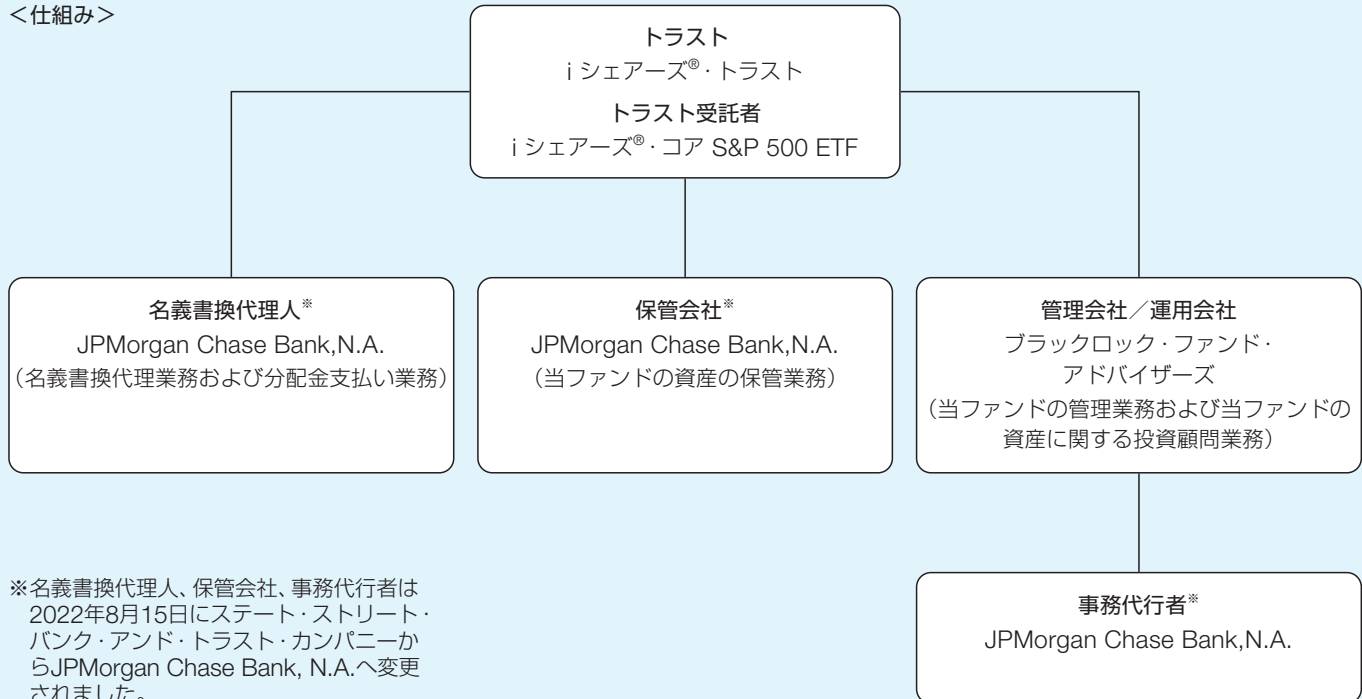 ＜仕組み＞
トラスト
i シェアーズ®・トラスト
トラスト受託者
i シェアーズ®・コア S&P 500 ETF
名義書換代理人※
JPMorgan Chase Bank,N.A.
（名義書換代理業務および分配金支払い業務）
保管会社※
JPMorgan Chase Bank,N.A.
（当ファンドの資産の保管業務）
管理会社／運用会社
ブラックロック・ファンド・
アドバイザーズ
（当ファンドの管理業務および当ファンドの
資産に関する投資顧問業務）
事務代行者※
JPMorgan Chase Bank,N.A.
※名義書換代理人、保管会社、事務代行者は
2022年8月15日にステート・ストリート・
バンク・アンド・トラスト・カンパニーか
らJPMorgan Chase Bank, N.A.へ変更
されました。